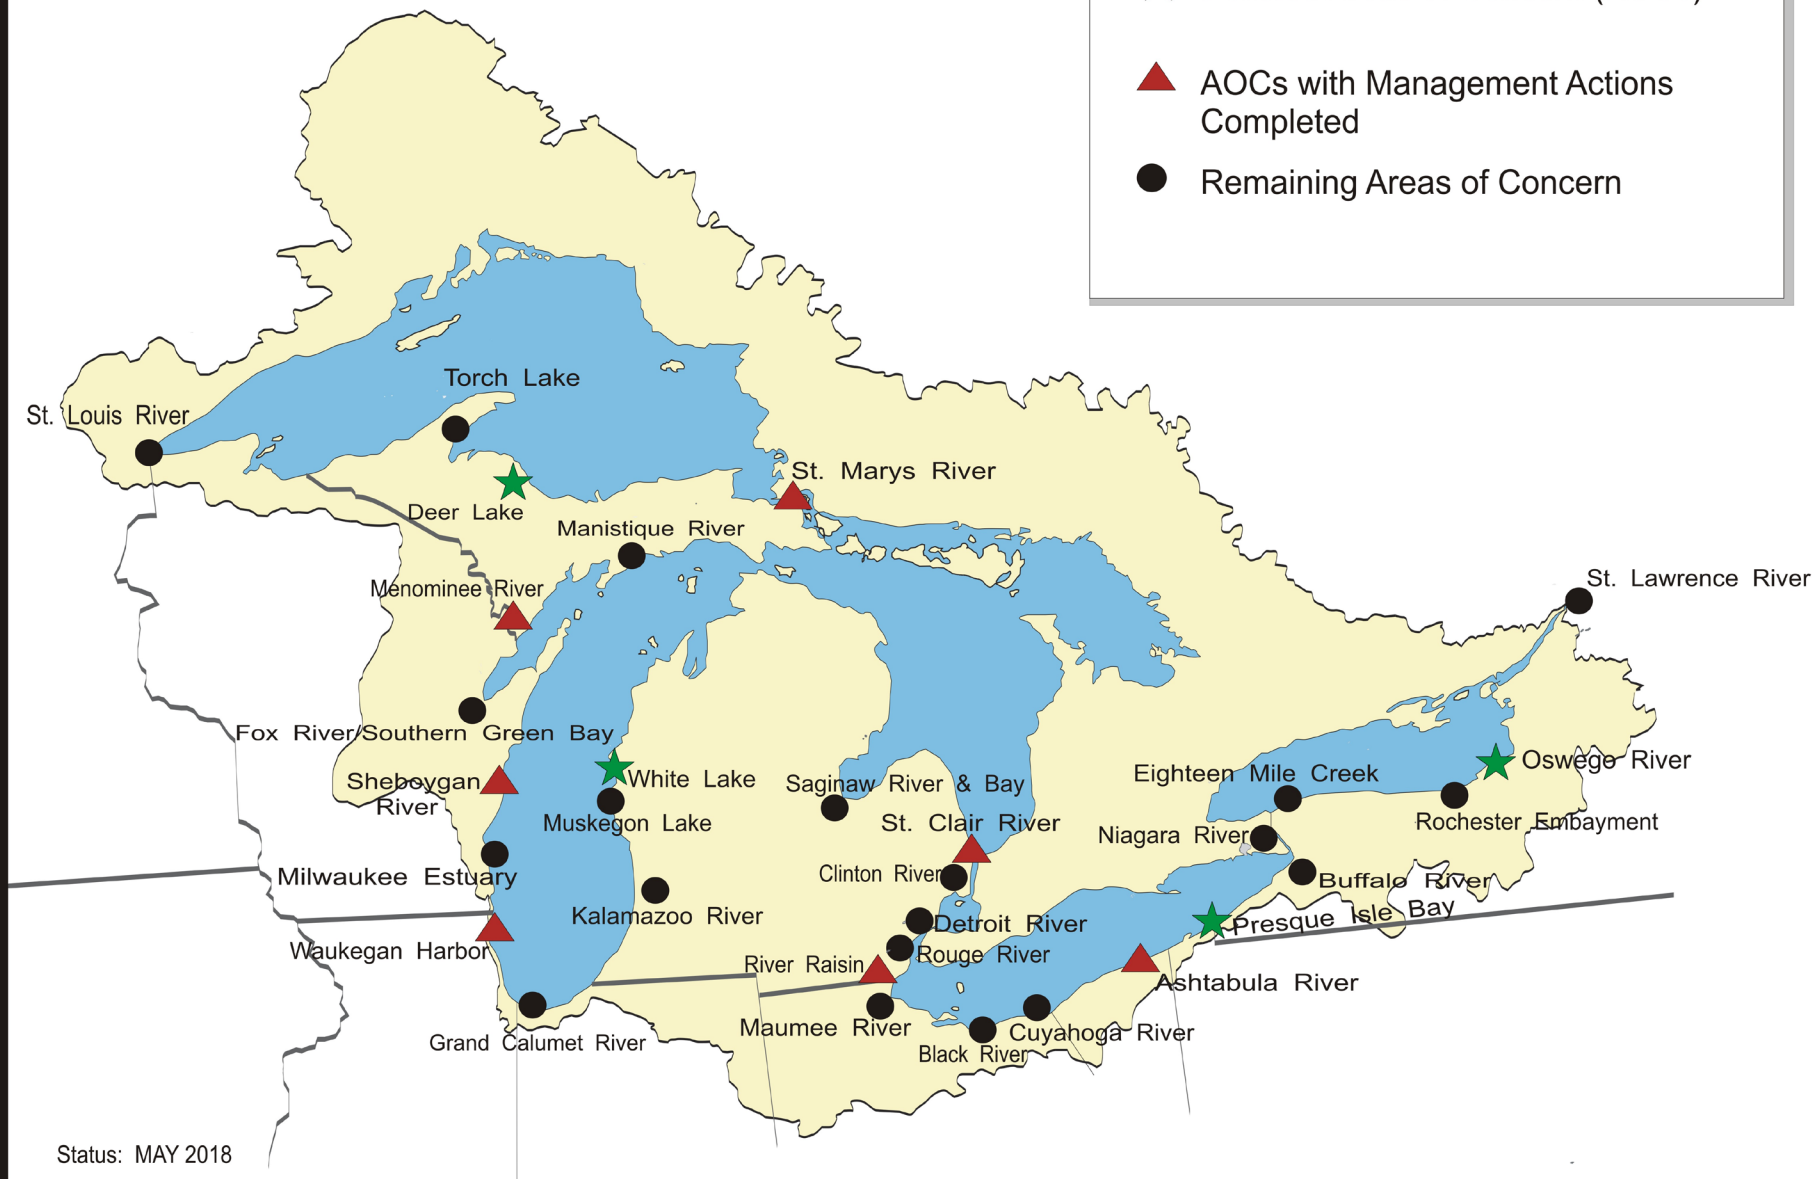 AOCs with Management Actions
Completed
Remaining Areas of Concern
Torch Lake
St. Louis River
St. Marys River
Deer Lake
Manistique River
St. Lawrence River
Menominee River
Fox River/Southern Green Bay
Oswego River
Eighteen Mile Creek
White Lake
Sheboygan
River
Saginaw River & Bay
Muskegon Lake
St. Clair River
Rochester Embayment
Niagara River
Clinton River
Milwaukee Estuary
Buffalo River
Kalamazoo River
Presque Isle Bay
Detroit River
Waukegan Harbor
Rouge River
River Raisin
Ashtabula River
Maumee River
Cuyahoga River
Grand Calumet River
Black River
Status: MAY 2018